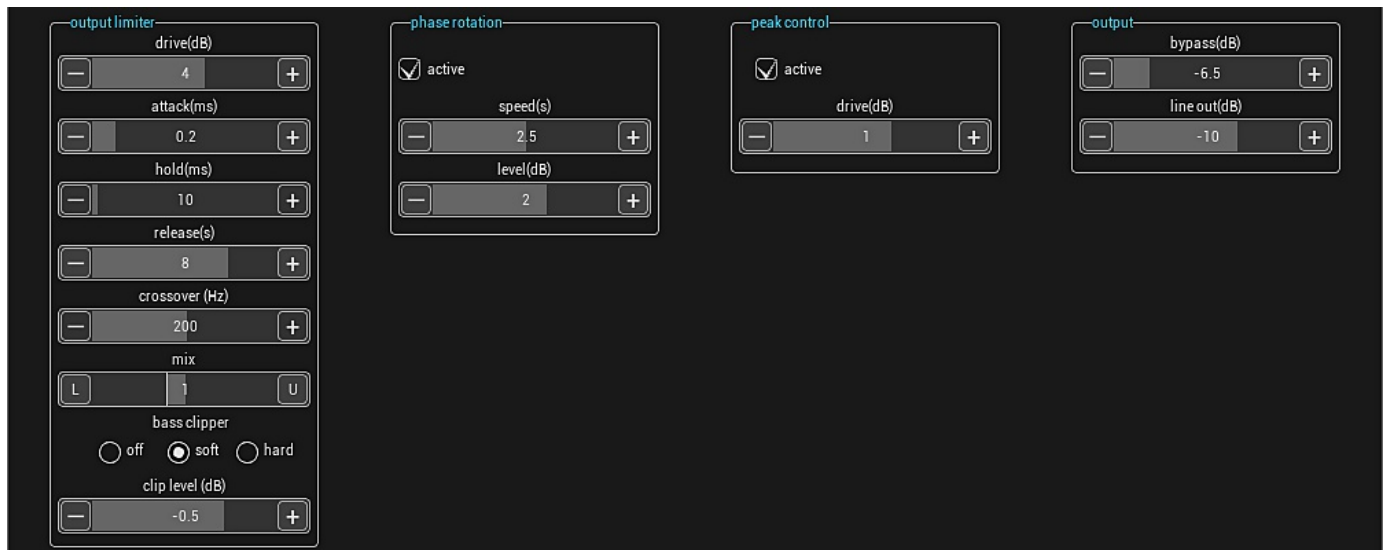 output limiter
drive(dB)
4
attack(ms)
0.2
hold(ms)
10
release(s)
8
crossover (Hz)
200
mix
L 1 U
bass clipper
off soft hard
clip level (dB)
-0.5
phase rotation
active
speed(s)
2.5
level(dB)
2
peak control
active
drive(dB)
1
output
bypass(dB)
-6.5
line out(dB)
-10